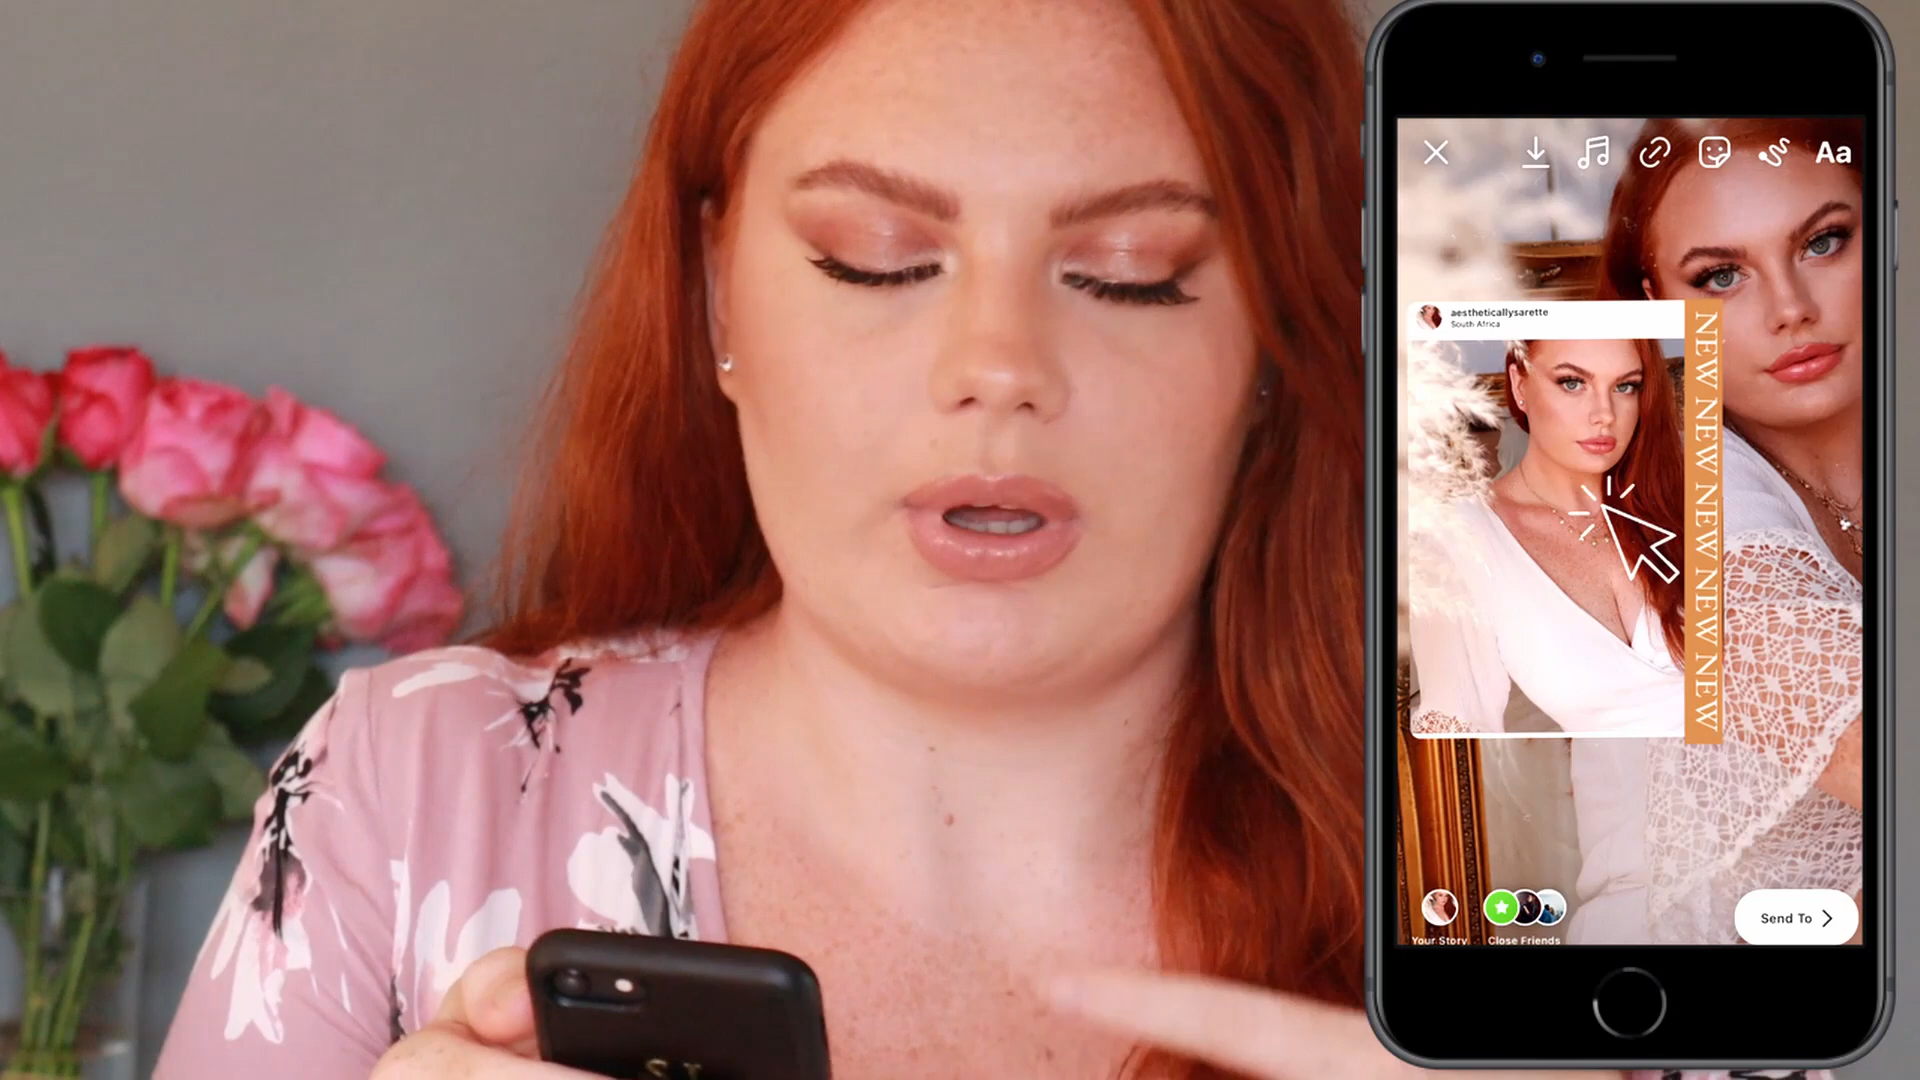 Aa
aestheticallysarette
South Africa
NEW NEW NEW NEW NEW
Your Story
Close Friends
Send To
S T